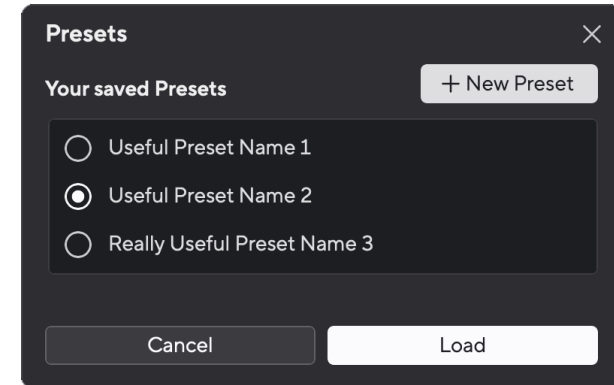 Presets
Your saved Presets
+ New Preset
Useful Preset Name 1
Useful Preset Name 2
Really Useful Preset Name 3
Cancel
Load